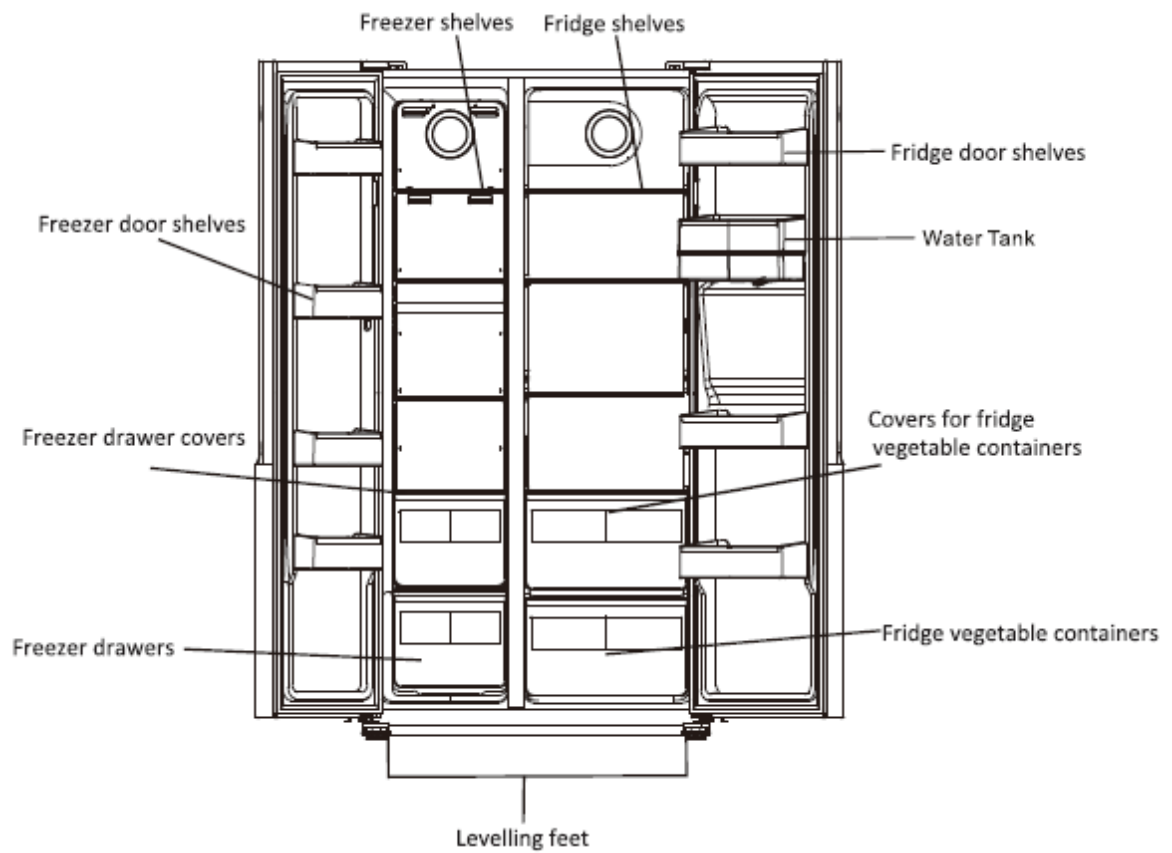 Freezer shelves
Fridge shelves
Fridge door shelves
Freezer door shelves
Water Tank
Covers for fridge
vegetable containers
Freezer drawer covers
Fridge vegetable containers
Freezer drawers
Levelling feet